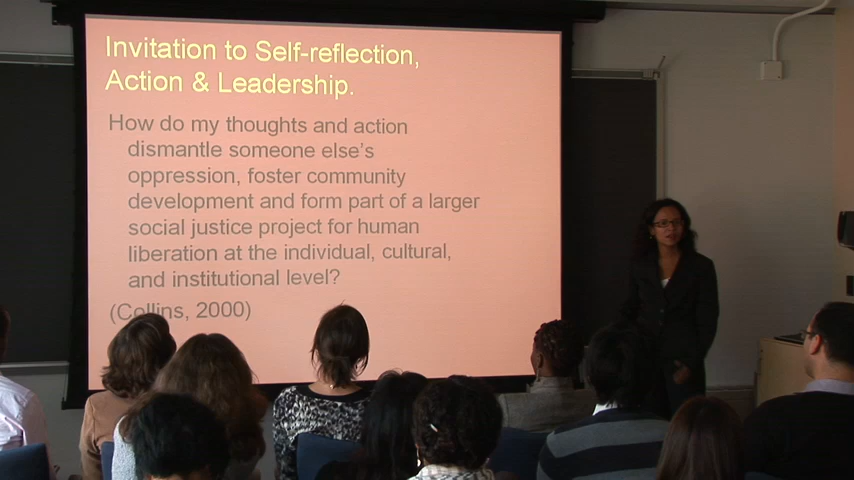 Invitation to Self-reflection,
Action & Leadership.
How do my thoughts and action
dismantle someone else's
oppression, foster community
development and form part of a larger
social justice project for human
liberation at the individual, cultural,
and institutional level?
(Collins, 2000)